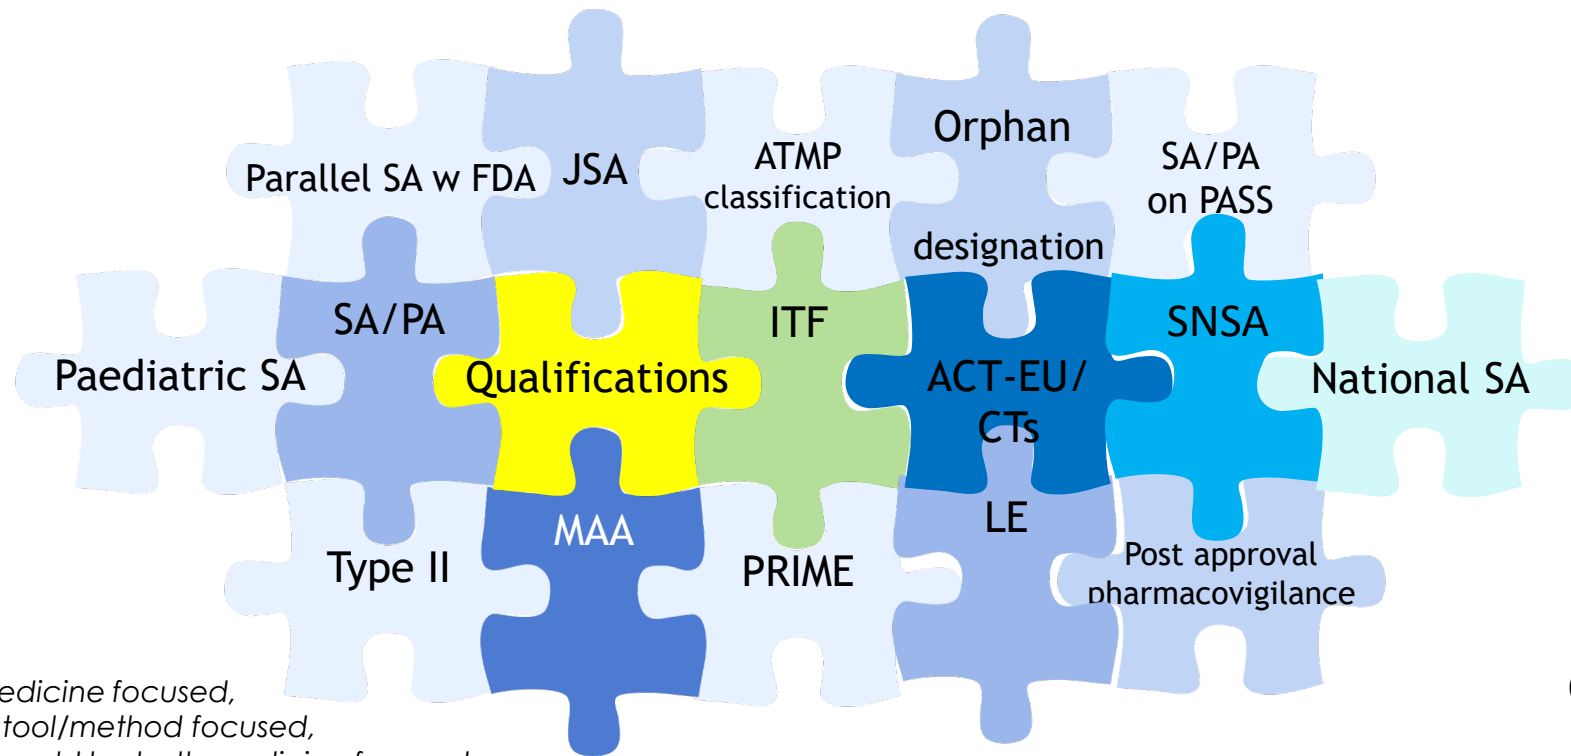 Parallel SA w FDA
JSA
ATMP
classification
Orphan
designation
SA/PA
on PASS
Paediatric SA
SA/PA
Qualifications
ITF
ACT-EU/
CTs
SNSA
National SA
Type II
MAA
PRIME
LE
Post approval
pharmacovigilance
edicine focused,
tool/method focused,